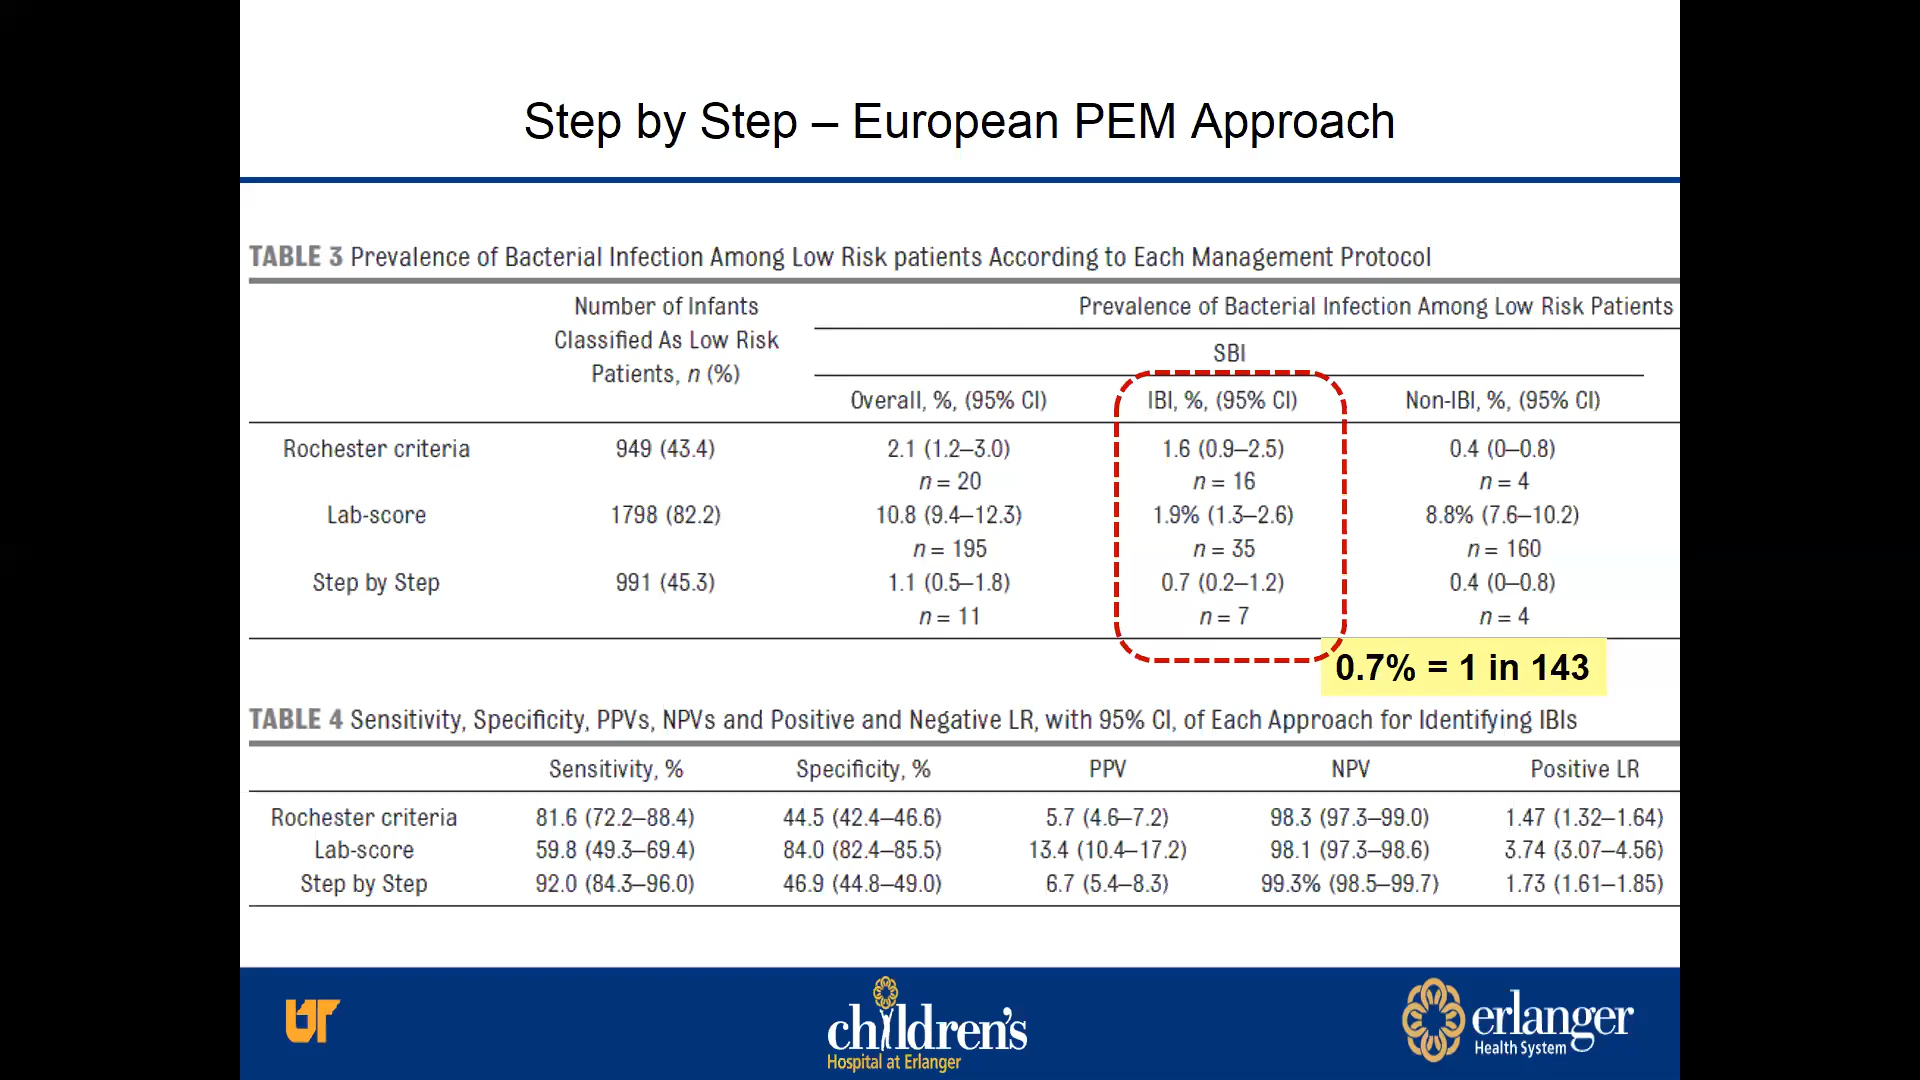 Step by Step – European PEM Approach
TABLE 3 Prevalence of Bacterial Infection Among Low Risk patients According to Each Management Protocol
Number of Infants Classified As Low Risk Patients, n (%)
Prevalence of Bacterial Infection Among Low Risk Patients
SBI
Overall, %, (95% CI) IBI, %, (95% CI) Non-IBI, %, (95% CI)
Rochester criteria 949 (43.4) 2.1 (1.2–3.0) 1.6 (0.9–2.5) 0.4 (0–0.8)
n = 20 n = 16 n = 4
Lab-score 1798 (82.2) 10.8 (9.4–12.3) 1.9% (1.3–2.6) 8.8% (7.6–10.2)
n = 195 n = 35 n = 160
Step by Step 991 (45.3) 1.1 (0.5–1.8) 0.7 (0.2–1.2) 0.4 (0–0.8)
n = 11 n = 7 n = 4
0.7% = 1 in 143
TABLE 4 Sensitivity, Specificity, PPVs, NPVs and Positive and Negative LR, with 95% CI, of Each Approach for Identifying IBIs
Sensitivity, % Specificity, % PPV NPV Positive LR
Rochester criteria 81.6 (72.2–88.4) 44.5 (42.4–46.6) 5.7 (4.6–7.2) 98.3 (97.3–99.0) 1.47 (1.32–1.64)
Lab-score 59.8 (49.3–69.4) 84.0 (82.4–85.5) 13.4 (10.4–17.2) 98.1 (97.3–98.6) 3.74 (3.07–4.56)
Step by Step 92.0 (84.3–96.0) 46.9 (44.8–49.0) 6.7 (5.4–8.3) 99.3% (98.5–99.7) 1.73 (1.61–1.85)
UT
children's
Hospital at Erlanger
erlanger
Health System